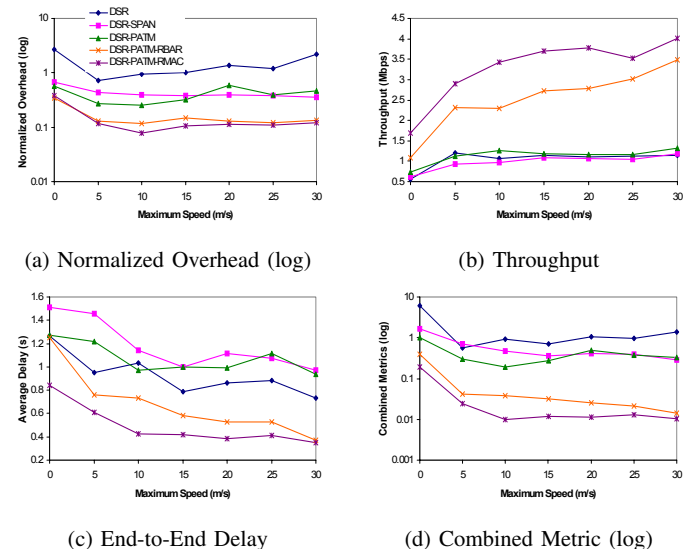 DSR
DSR-SPAN
DSR-PATM
DSR-PATM-RBAR
DSR-PATM-RMAC
Normalized Overhead (log)
10
1
0.1
0.01
0 5 10 15 20 25 30
Maximum Speed (m/s)
(a) Normalized Overhead (log)
Throughput (Mbps)
4.5
4
3.5
3
2.5
2
1.5
1
0.5
0 5 10 15 20 25 30
Maximum Speed (m/s)
(b) Throughput
Average Delay (s)
1.6
1.4
1.2
1
0.8
0.6
0.4
0.2
0 5 10 15 20 25 30
Maximum Speed (m/s)
(c) End-to-End Delay
Combined Metrics (log)
10
1
0.1
0.01
0.001
0 5 10 15 20 25 30
Maximum Speed (m/s)
(d) Combined Metric (log)